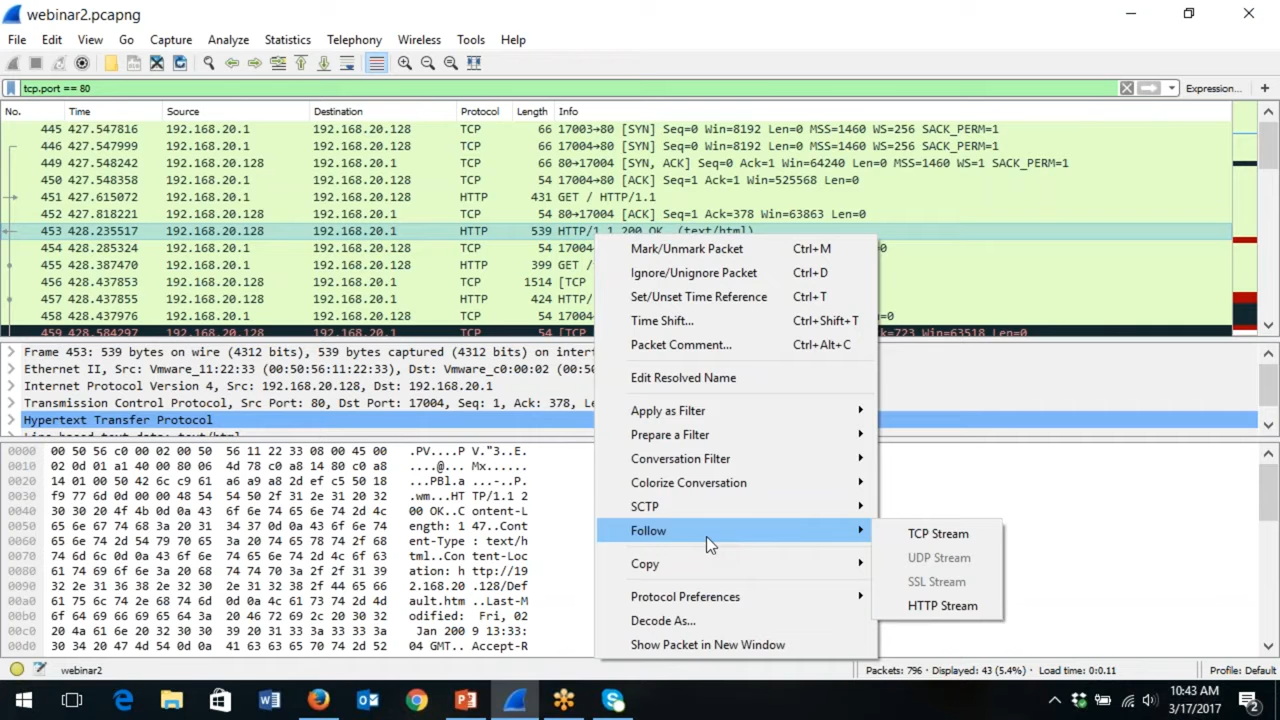 webinar2.pcapng
File Edit View Go Capture Analyze Statistics Telephony Wireless Tools Help
tcp.port == 80 Expression... +
No. Time Source Destination Protocol Length Info
445 427.547816 192.168.20.1 192.168.20.128 TCP 66 17003→80 [SYN] Seq=0 Win=8192 Len=0 MSS=1460 WS=256 SACK_PERM=1
446 427.547999 192.168.20.1 192.168.20.128 TCP 66 17004→80 [SYN] Seq=0 Win=8192 Len=0 MSS=1460 WS=256 SACK_PERM=1
449 427.548242 192.168.20.128 192.168.20.1 TCP 66 80→17004 [SYN, ACK] Seq=0 Ack=1 Win=64240 Len=0 MSS=1460 WS=1 SACK_PERM=1
450 427.548358 192.168.20.1 192.168.20.128 TCP 54 17004→80 [ACK] Seq=1 Ack=1 Win=525568 Len=0
451 427.615072 192.168.20.1 192.168.20.128 HTTP 431 GET / HTTP/1.1
452 427.818221 192.168.20.128 192.168.20.1 TCP 54 80→17004 [ACK] Seq=1 Ack=378 Win=63863 Len=0
453 428.235517 192.168.20.128 192.168.20.1 HTTP 539 HTTP/1.1 200 OK (text/html)
454 428.285324 192.168.20.1 192.168.20.128 TCP 54 17004 =0
455 428.387470 192.168.20.1 192.168.20.128 HTTP 399 GET /
456 428.437853 192.168.20.128 192.168.20.1 TCP 1514 [TCP
457 428.437855 192.168.20.128 192.168.20.1 HTTP 424 HTTP/
458 428.437976 192.168.20.1 192.168.20.128 TCP 54 17004 =0
459 428.584297 192.168.20.128 192.168.20.1 TCP 54 [TCP ck=723 Win=63518 Len=0
Mark/Unmark Packet Ctrl+M
Ignore/Unignore Packet Ctrl+D
Set/Unset Time Reference Ctrl+T
Time Shift... Ctrl+Shift+T
Packet Comment... Ctrl+Alt+C
Edit Resolved Name
Apply as Filter
Prepare a Filter
Conversation Filter
Colorize Conversation
SCTP
Follow
Copy
Protocol Preferences
Decode As...
Show Packet in New Window
TCP Stream
UDP Stream
SSL Stream
HTTP Stream
Frame 453: 539 bytes on wire (4312 bits), 539 bytes captured (4312 bits) on inter
Ethernet II, Src: Vmware_11:22:33 (00:50:56:11:22:33), Dst: Vmware_c0:00:02 (00:50
Internet Protocol Version 4, Src: 192.168.20.128, Dst: 192.168.20.1
Transmission Control Protocol, Src Port: 80, Dst Port: 17004, Seq: 1, Ack: 378, Le
Hypertext Transfer Protocol
Line-based text data: text/html
0000 00 50 56 c0 00 02 00 50 56 11 22 33 08 00 45 00 .PV....P V."3..E.
0010 02 0d 01 a1 40 00 80 06 4d 78 c0 a8 14 80 c0 a8 ....@... Mx......
0020 14 01 00 50 42 6c c9 61 a6 a9 a8 2d ef c5 50 18 ...PBl.a ...-..P.
0030 f9 77 6d 0d 00 00 48 54 54 50 2f 31 2e 31 20 32 .wm...HT TP/1.1 2
0040 30 30 20 4f 4b 0d 0a 43 6f 6e 74 65 6e 74 2d 4c 00 OK..C ontent-L
0050 65 6e 67 74 68 3a 20 31 34 37 0d 0a 43 6f 6e 74 ength: 1 47..Cont
0060 65 6e 74 2d 54 79 70 65 3a 20 74 65 78 74 2f 68 ent-Type : text/h
0070 74 6d 6c 0d 0a 43 6f 6e 74 65 6e 74 2d 4c 6f 63 tml..Con tent-Loc
0080 61 74 69 6f 6e 3a 20 68 74 74 70 3a 2f 2f 31 39 ation: h ttp://19
0090 32 2e 31 36 38 2e 32 30 2e 31 32 38 2f 44 65 66 2.168.20 .128/Def
00a0 61 75 6c 74 2e 68 74 6d 0d 0a 4c 61 73 74 2d 4d ault.htm ..Last-M
00b0 6f 64 69 66 69 65 64 3a 20 46 72 69 2c 20 30 32 odified: Fri, 02
00c0 20 4a 61 6e 20 32 30 30 39 20 31 33 3a 33 33 3a Jan 200 9 13:33:
00d0 30 34 20 47 4d 54 0d 0a 41 63 63 65 70 74 2d 52 04 GMT.. Accept-R
webinar2 Packets: 796 · Displayed: 43 (5.4%) · Load time: 0:0.11 Profile: Default
10:43 AM
3/17/2017
2